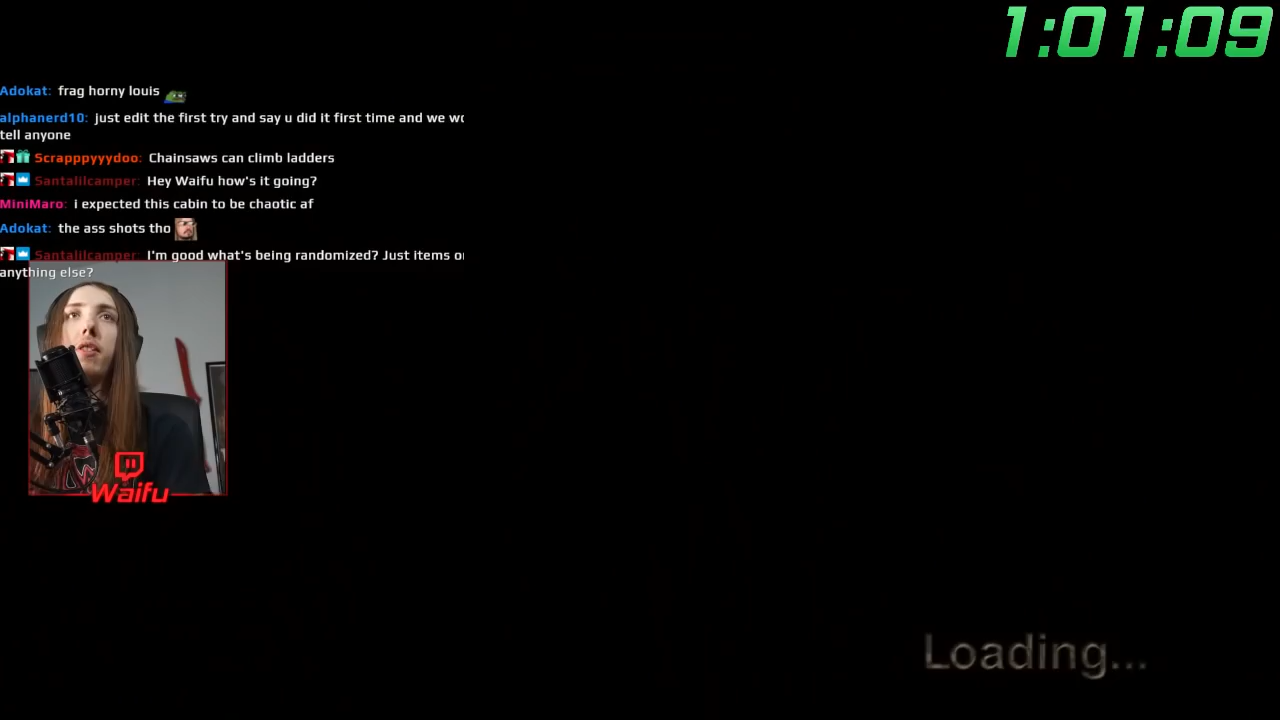 1:01:09
Adokat: frag horny louis
alphanerd10: just edit the first try and say u did it first time and we
tell anyone
Scrapppyyydoo: Chainsaws can climb ladders
Santalilcamper: Hey Waifu how's it going?
MiniMaro: i expected this cabin to be chaotic af
Adokat: the ass shots tho
Santalilcamper: I'm good what's being randomized? Just items or
anything else?
Waifu
Loading...